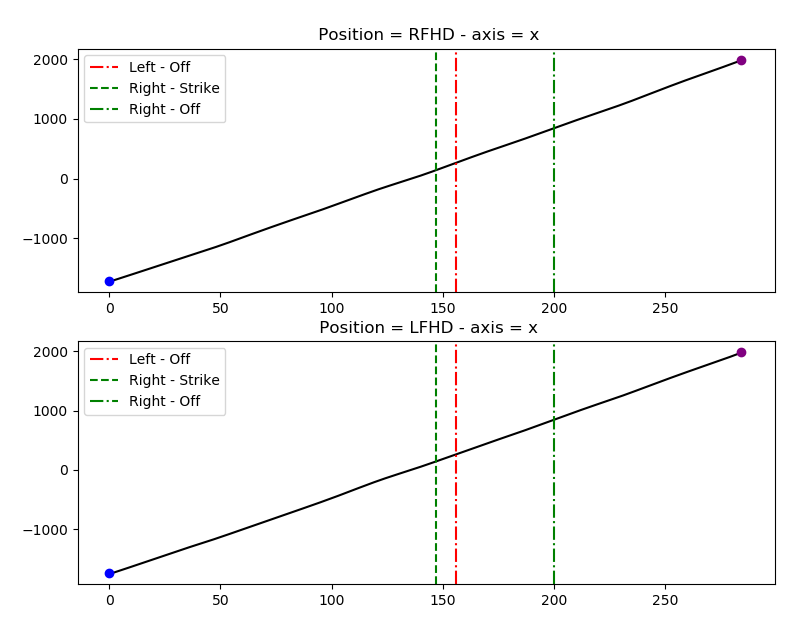 Position = RFHD - axis = x
Left - Off
Right - Strike
Right - Off
2000
1000
0
−1000
0 50 100 150 200 250
Position = LFHD - axis = x
Left - Off
Right - Strike
Right - Off
2000
1000
0
−1000
0 50 100 150 200 250